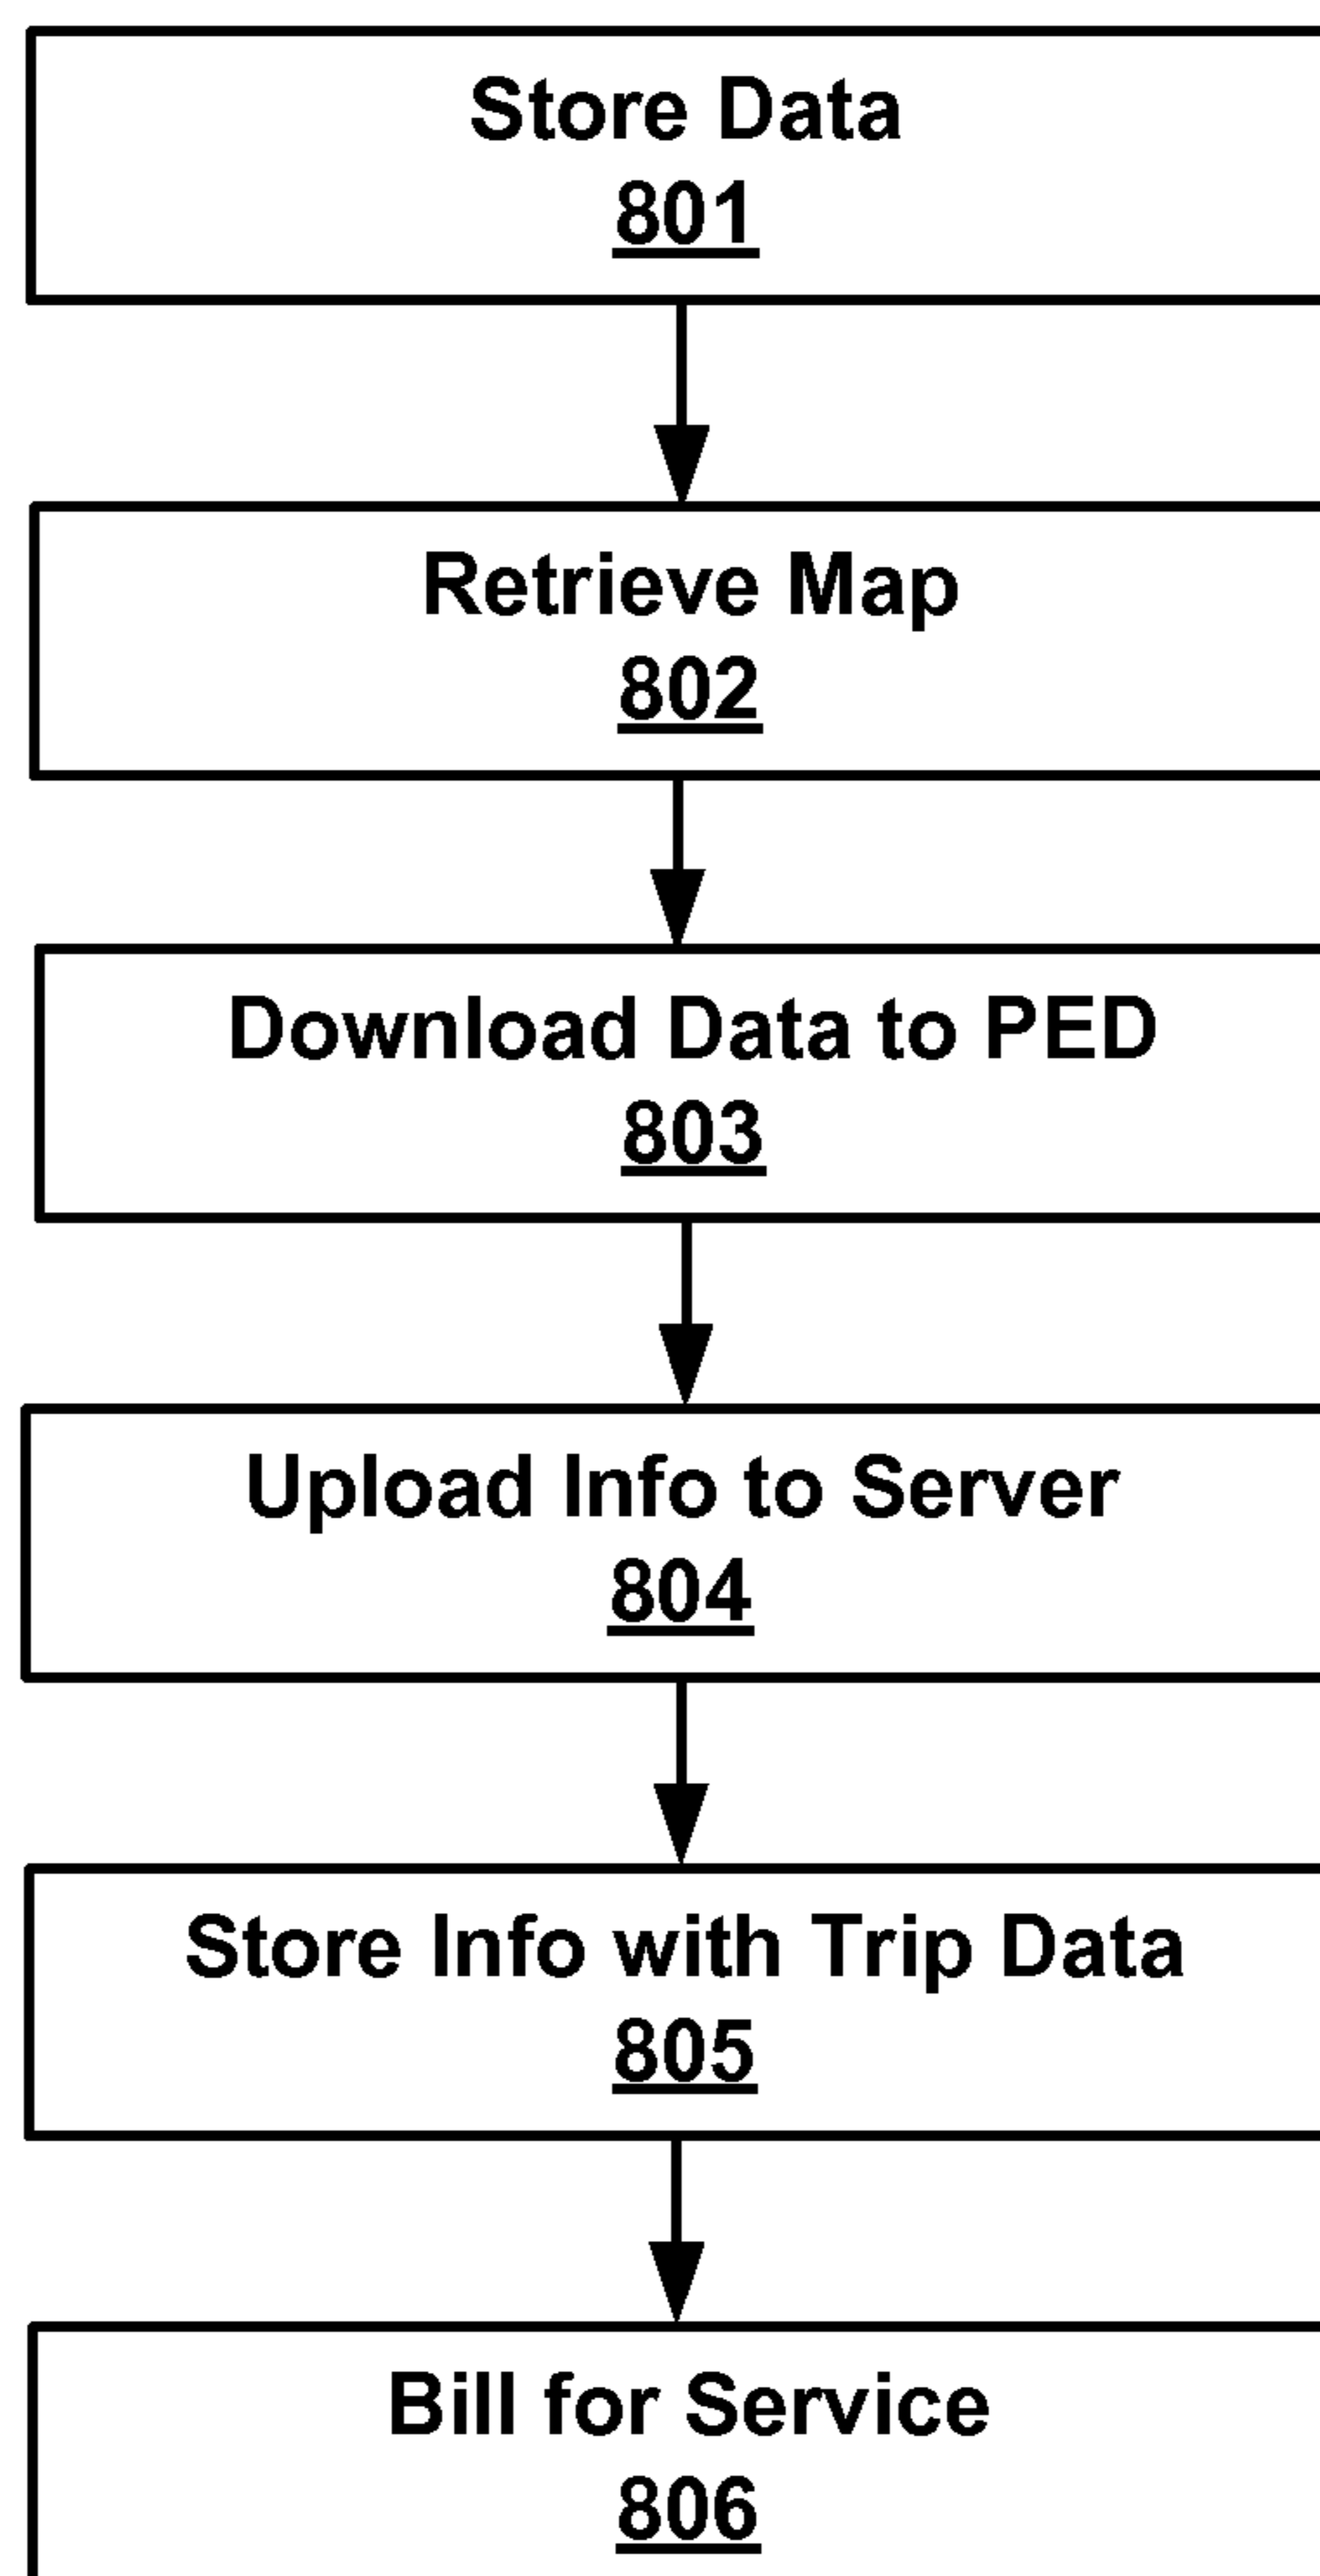 Store Data
801
Retrieve Map
802
Download Data to PED
803
Upload Info to Server
804
Store Info with Trip Data
805
Bill for Service
806